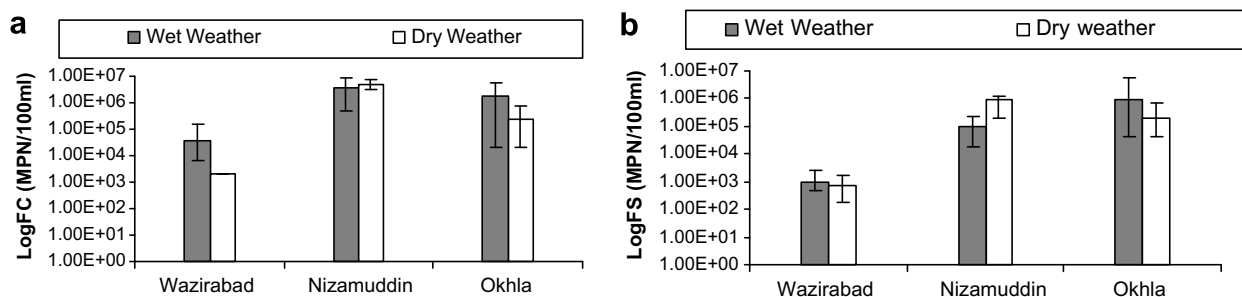 a
Wet Weather
Dry Weather
LogFC (MPN/100ml)
1.00E+07
1.00E+06
1.00E+05
1.00E+04
1.00E+03
1.00E+02
1.00E+01
1.00E+00
Wazirabad
Nizamuddin
Okhla
b
Wet Weather
Dry weather
LogFS (MPN/100ml)
1.00E+07
1.00E+06
1.00E+05
1.00E+04
1.00E+03
1.00E+02
1.00E+01
1.00E+00
Wazirabad
Nizamuddin
Okhla